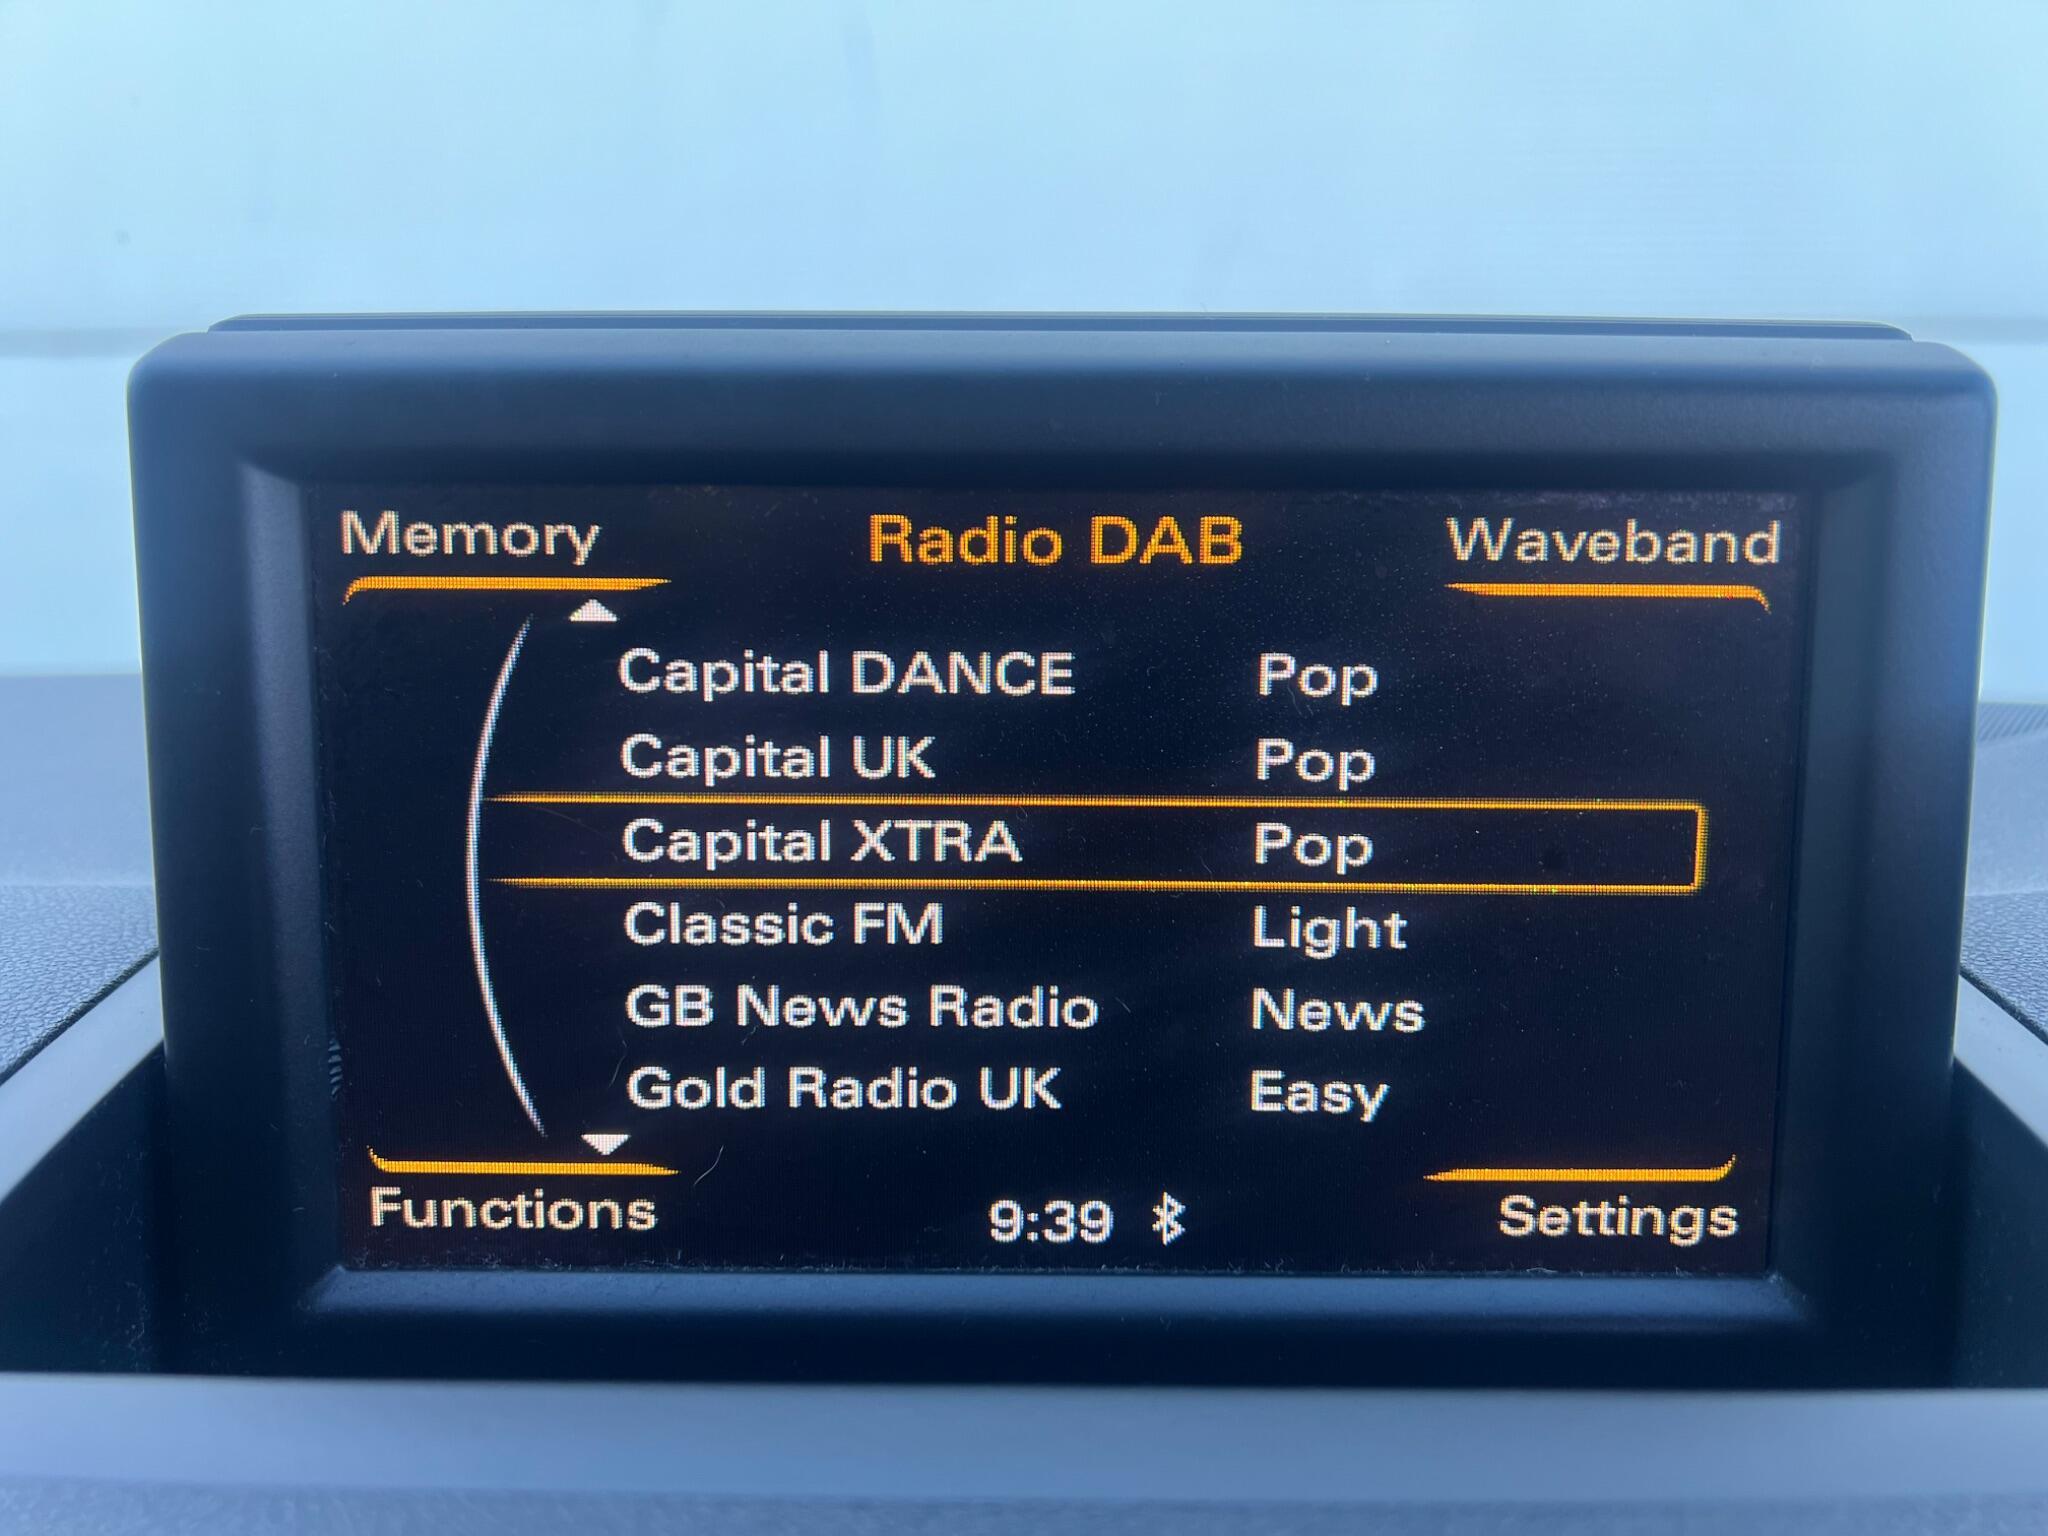 Memory Radio DAB Waveband
Capital DANCE Pop
Capital UK Pop
Capital XTRA Pop
Classic FM Light
GB News Radio News
Gold Radio UK Easy
Functions 9:39 Settings